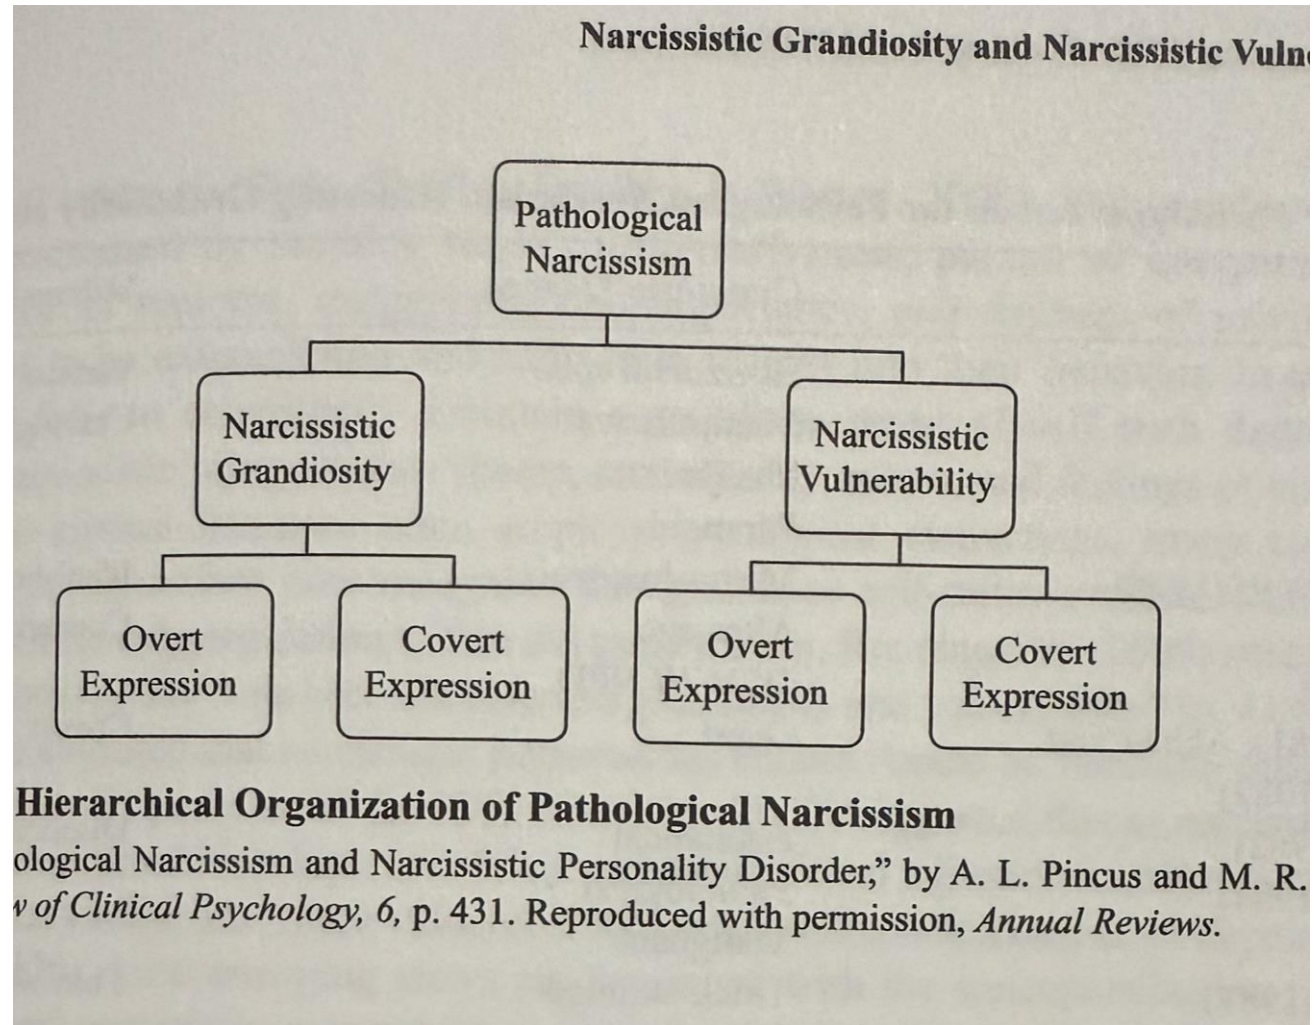 Narcissistic Grandiosity and Narcissistic
Pathological
Narcissism
Narcissistic
Grandiosity
Narcissistic
Vulnerability
Overt
Expression
Covert
Expression
Overt
Expression
Covert
Expression
Hierarchical Organization of Pathological Narcissism
ological Narcissism and Narcissistic Personality Disorder,” by A. L. Pincus and M. R.
of Clinical Psychology, 6, p. 431. Reproduced with permission, Annual Reviews.